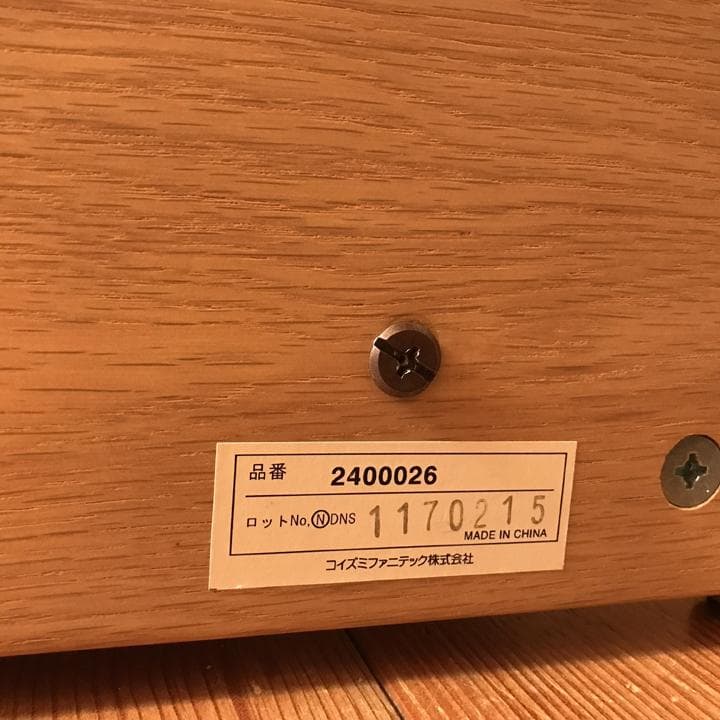 品番 2400026
ロットNo,ⓃDNS 1170215
MADE IN CHINA
コイズミファニテック株式会社